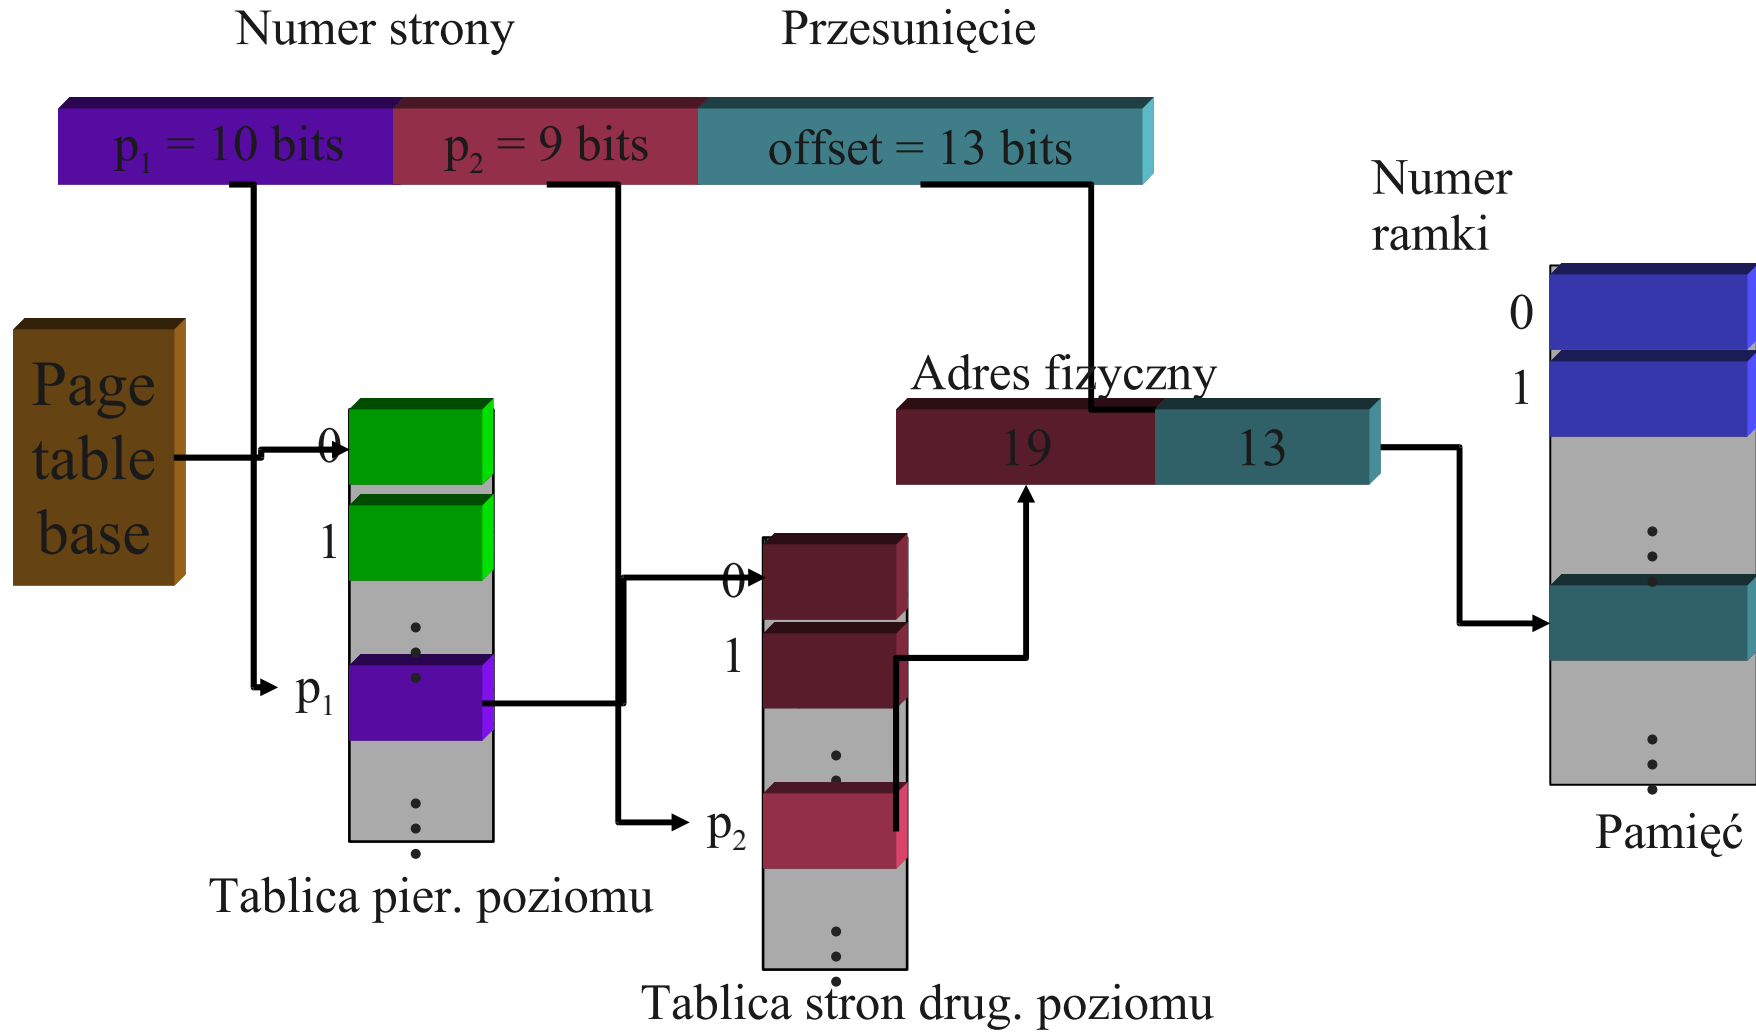 Numer strony
Przesunięcie
p1 = 10 bits
p2 = 9 bits
offset = 13 bits
Numer
ramki
0
1
Page
table
base
Adres fizyczny
19
13
0
1
p1
0
1
p2
Pamięć
Tablica pier. poziomu
Tablica stron drug. poziomu